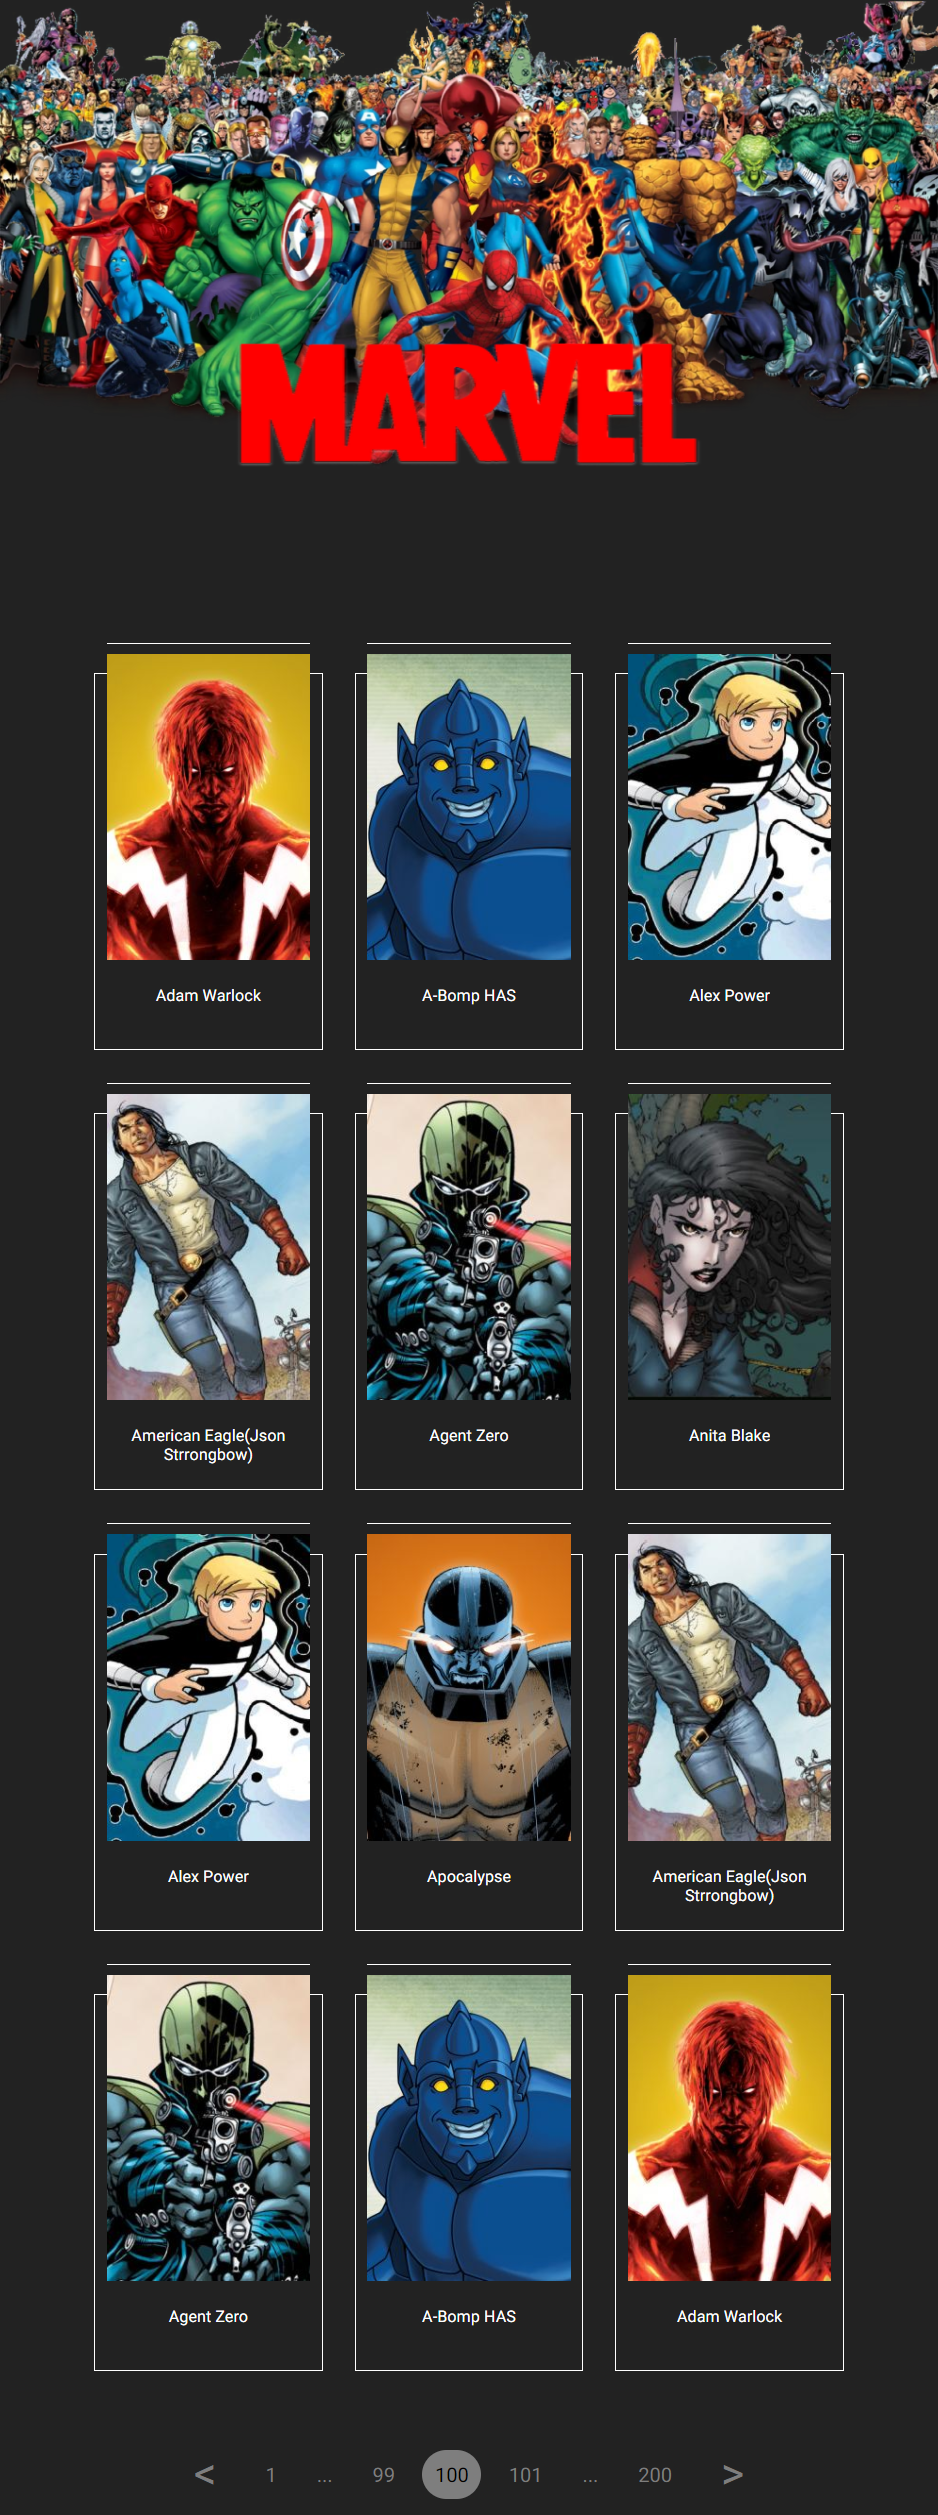 MARVEL
Adam Warlock
A-Bomp HAS
Alex Power
American Eagle(Json
Strrongbow)
Agent Zero
Anita Blake
Alex Power
Apocalypse
American Eagle(Json
Strrongbow)
Agent Zero
A-Bomp HAS
Adam Warlock
< 1 ... 99 100 101 ... 200 >